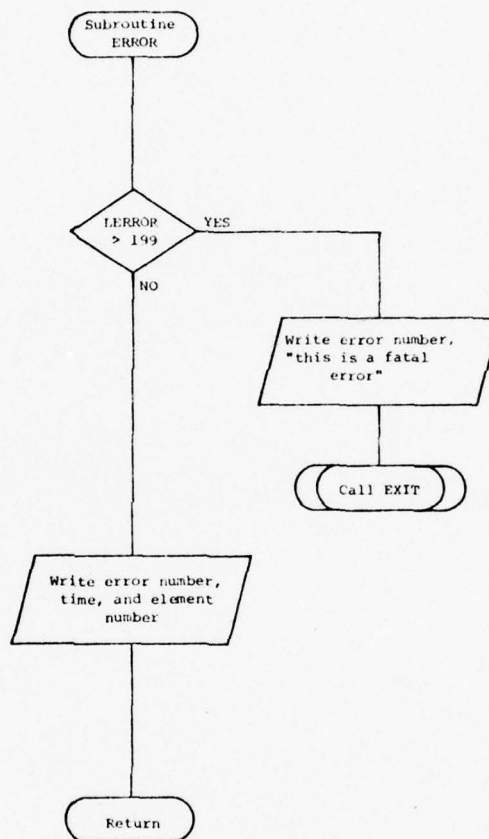 Subroutine
ERROR
LERROR
> 199
YES
NO
Write error number,
"this is a fatal
error"
Call EXIT
Write error number,
time, and element
number
Return